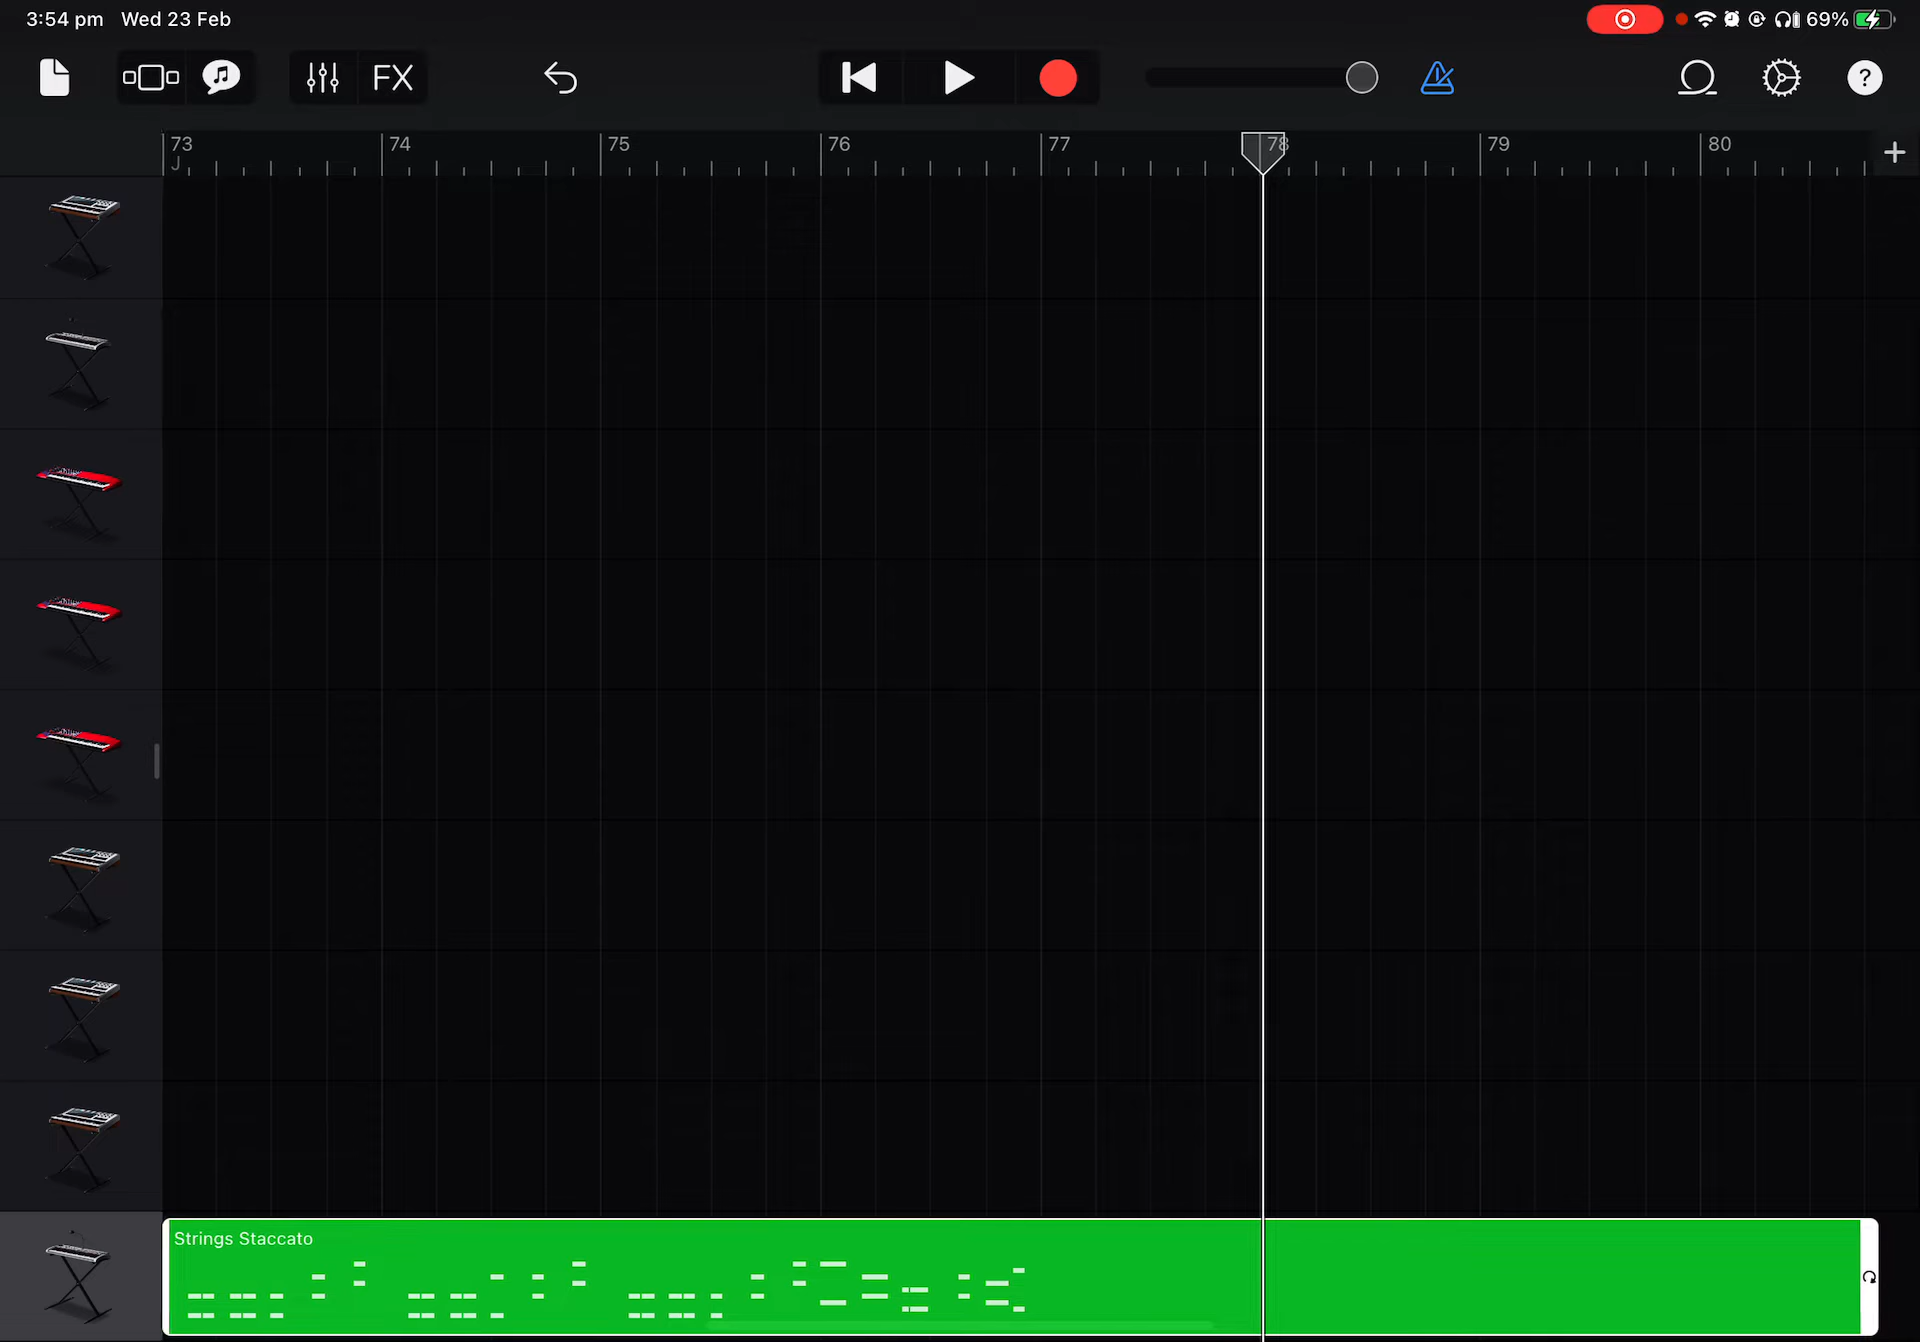 3:54 pm Wed 23 Feb
69%
FX
?
73 74 75 76 77 78 79 80
Strings Staccato